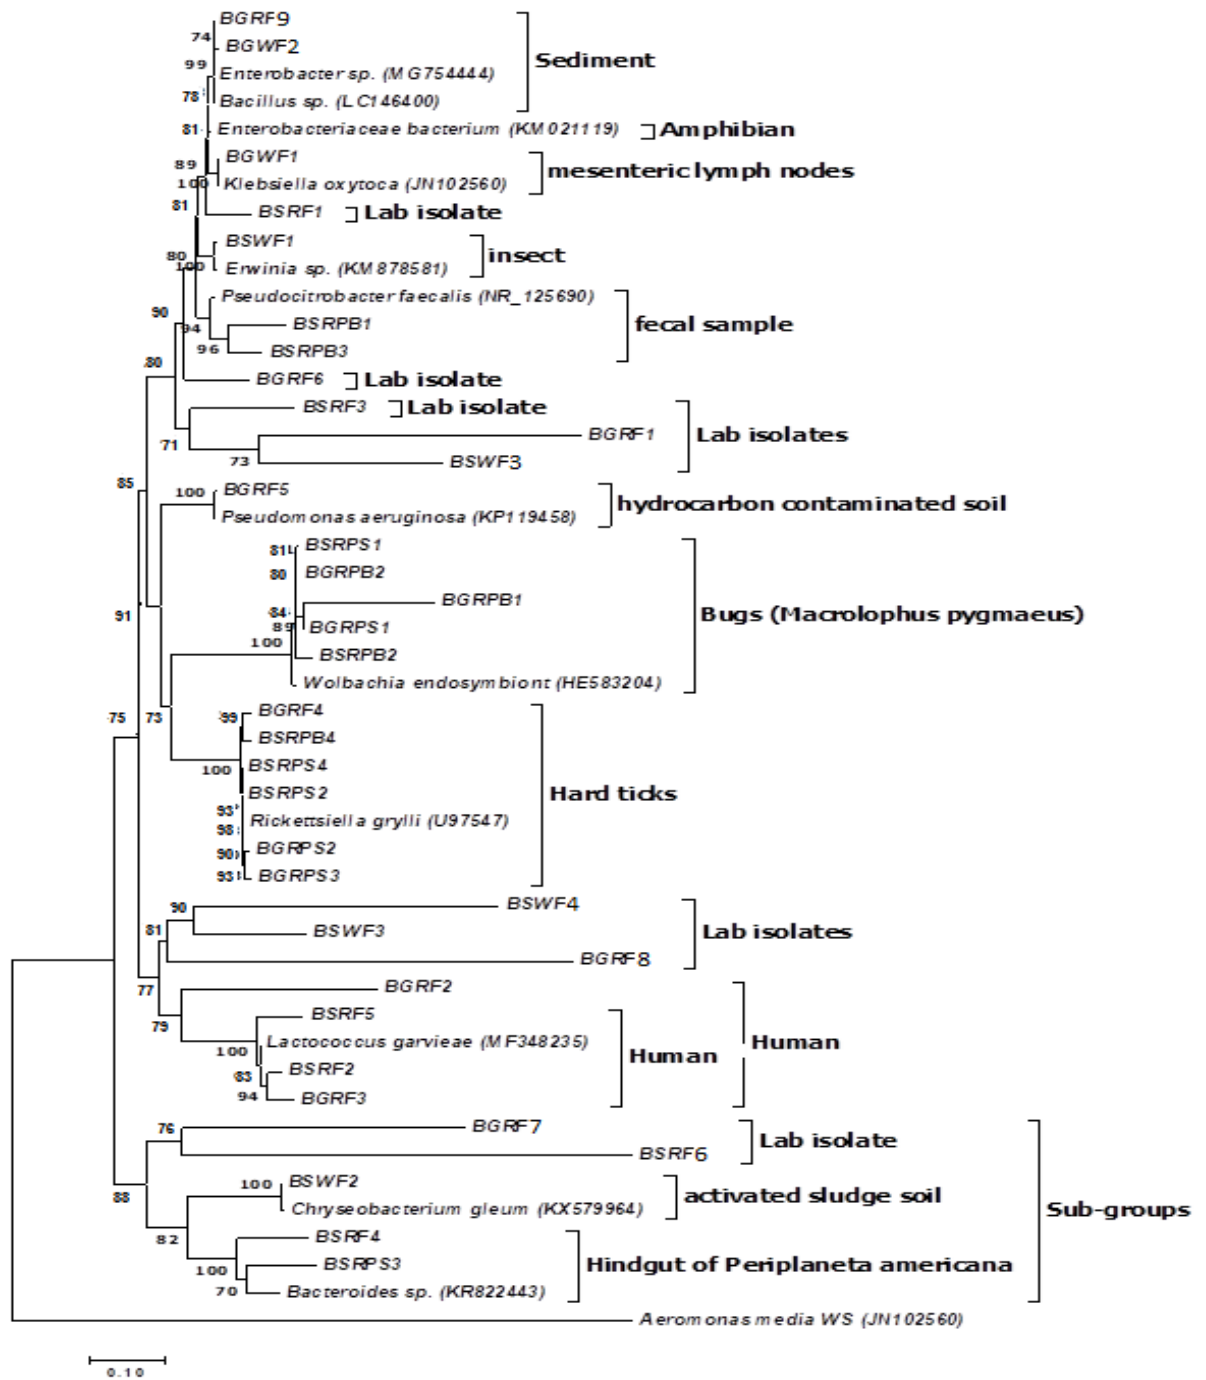 BGRF9
74
BGWF2
Sediment
99
Enterobacter sp. (MG754444)
78
Bacillus sp. (LC146400)
81
Enterobacteriaceae bacterium (KM021119)
Amphibian
BGWF1
89
mesenteric lymph nodes
100
Klebsiella oxytoca (JN102560)
81
BSRF1
Lab isolate
BSWF1
80
insect
100
Erwinia sp. (KM878581)
Pseudocitrobacter faecalis (NR_125690)
90
94
BSRPB1
fecal sample
96
BSRPB3
80
BGRF6
Lab isolate
BSRF3
Lab isolate
71
BGRF1
Lab isolates
73
BSWF3
85
100
BGRF5
hydrocarbon contaminated soil
Pseudomonas aeruginosa (KP119458)
81
BSRPS1
80
BGRPB2
BGRPB1
91
84
Bugs (Macrolophus pygmaeus)
89
BGRPS1
100
BSRPB2
Wolbachia endosymbiont (HE583204)
75
73
99
BGRF4
BSRPB4
100
BSRPS4
BSRPS2
Hard ticks
93
98
Rickettsiella grylli (U97547)
90
BGRPS2
93
BGRPS3
90
BSWF4
81
BSWF3
Lab isolates
BGRF8
77
BGRF2
79
BSRF5
100
Lactococcus garvieae (MF348235)
Human
Human
83
BSRF2
94
BGRF3
76
BGRF7
Lab isolate
BSRF6
88
100
BSWF2
activated sludge soil
Chryseobacterium gleum (KX579964)
Sub-groups
82
BSRF4
100
BSRPS3
Hindgut of Periplaneta americana
70
Bacteroides sp. (KR822443)
Aeromonas media WS (JN102560)
0.10